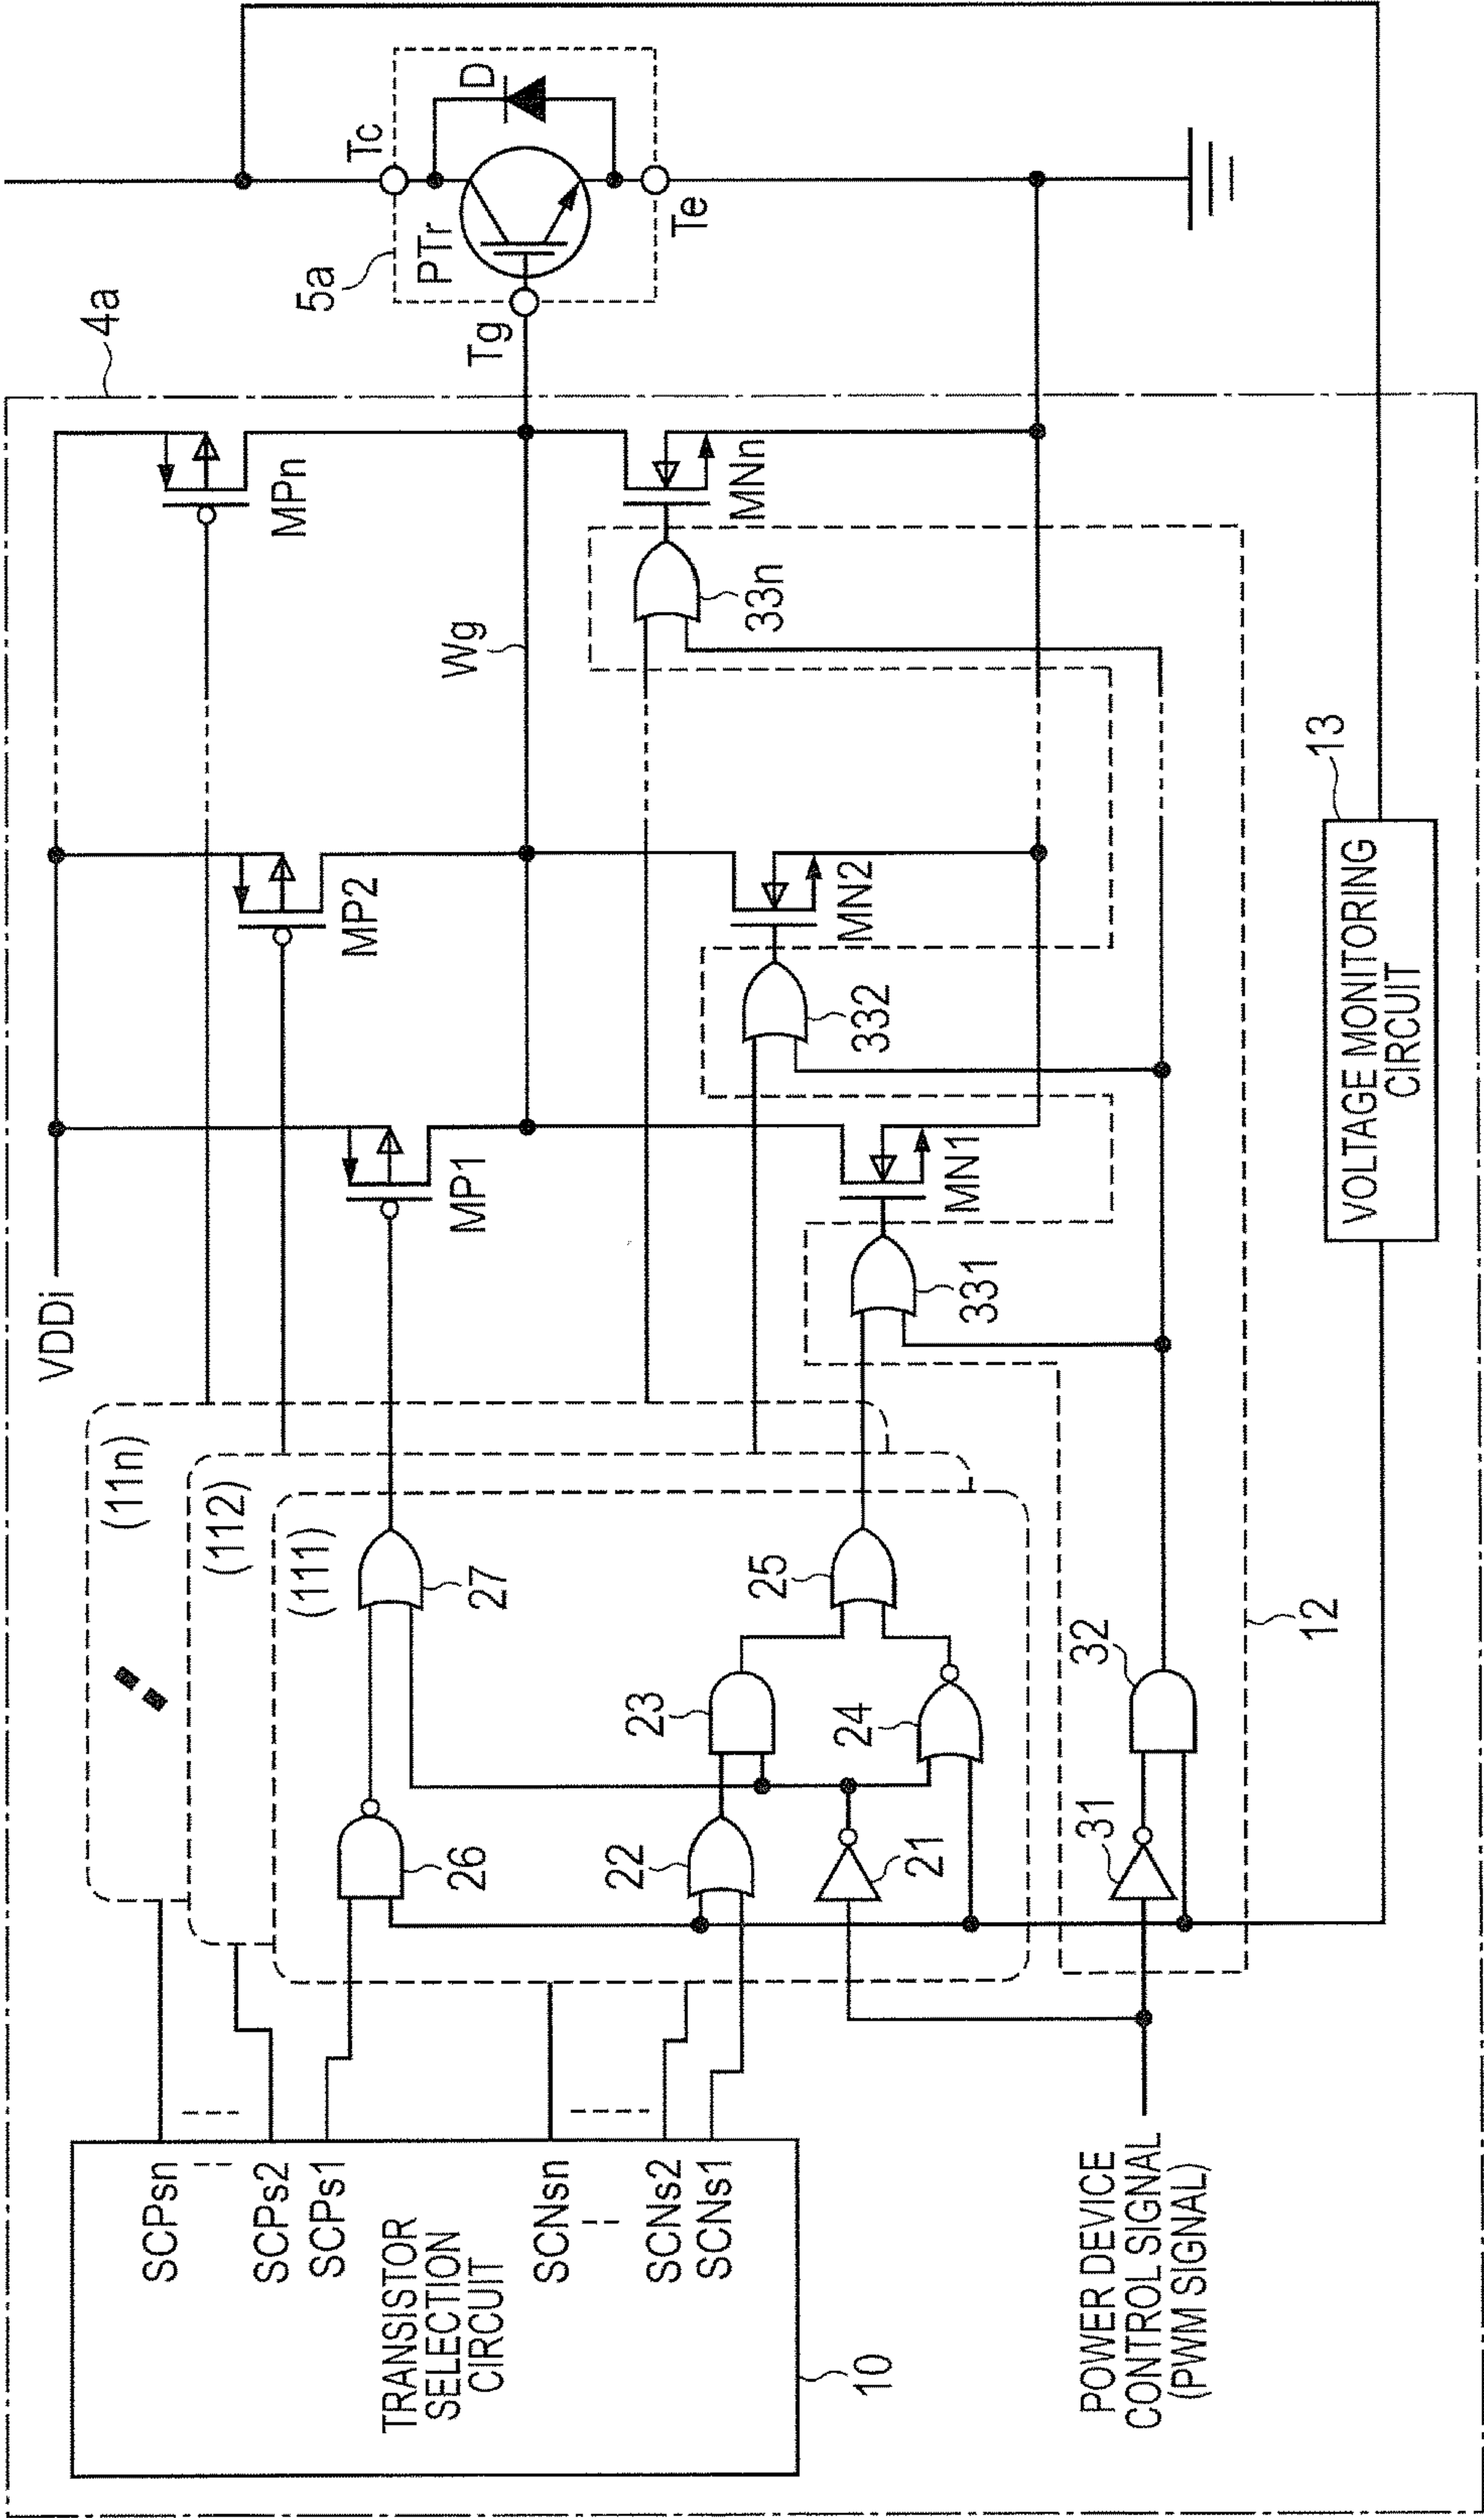 4a
5a
Tc
D
PTr
Tg
Te
MPn
MNn
33n
Wg
MP2
MN2
332
VDDi
MP1
MN1
331
13
VOLTAGE MONITORING
CIRCUIT
(11n)
(112)
(111)
27
25
23
24
26
22
21
32
31
12
SCPsn
SCPs2
SCPs1
SCNsn
SCNs2
SCNs1
TRANSISTOR
SELECTION
CIRCUIT
10
POWER DEVICE
CONTROL SIGNAL
(PWM SIGNAL)